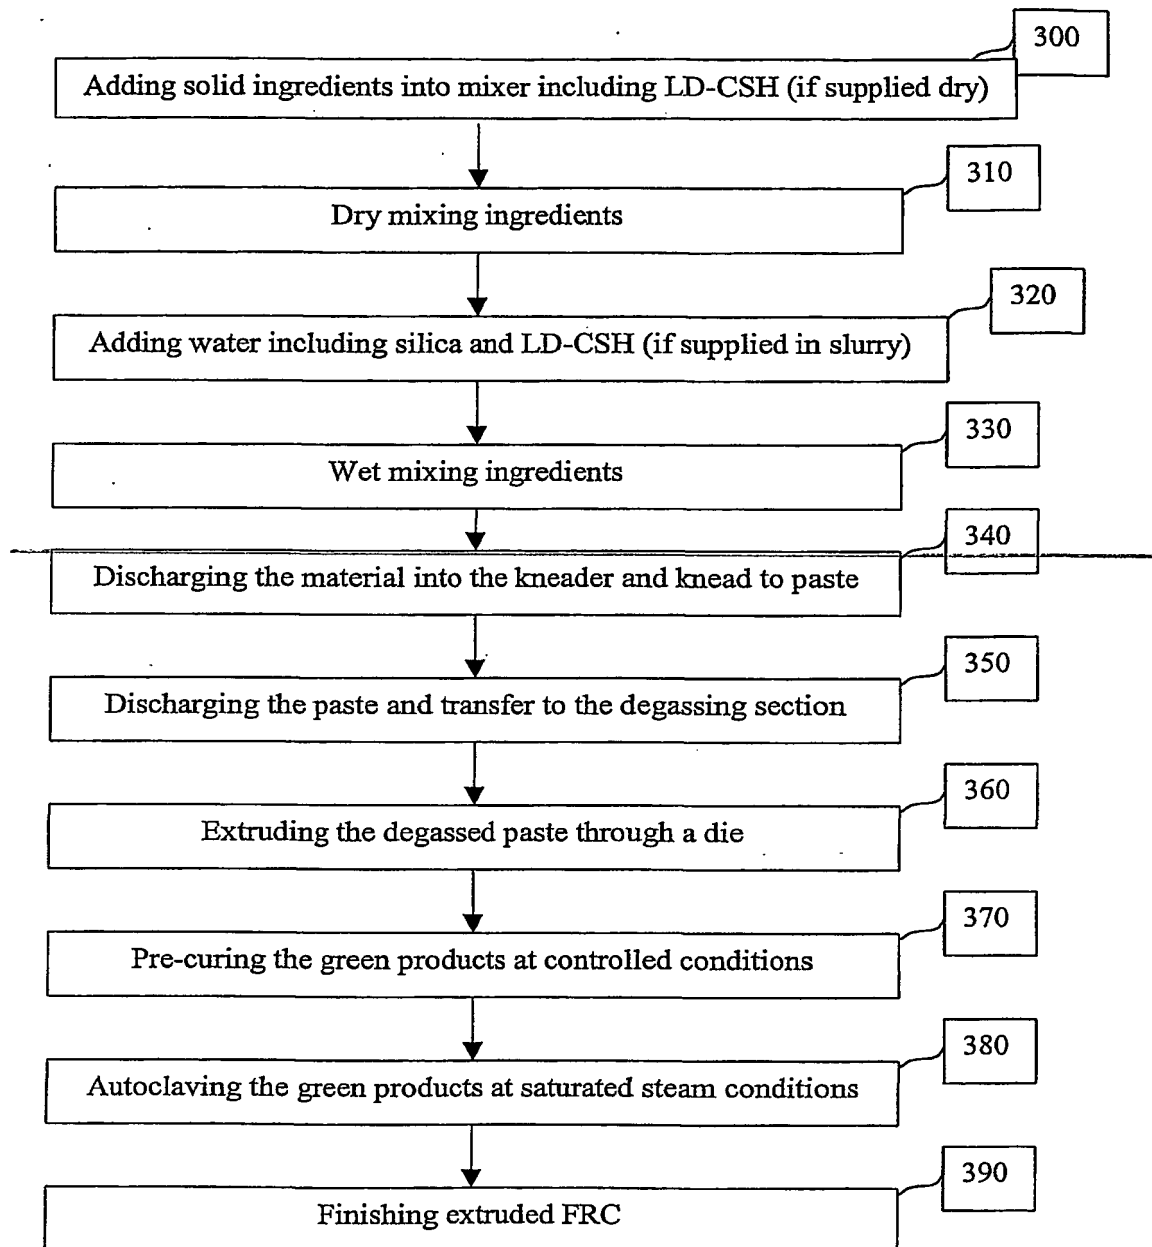 300
Adding solid ingredients into mixer including LD-CSH (if supplied dry)
310
Dry mixing ingredients
320
Adding water including silica and LD-CSH (if supplied in slurry)
330
Wet mixing ingredients
340
Discharging the material into the kneader and knead to paste
350
Discharging the paste and transfer to the degassing section
360
Extruding the degassed paste through a die
370
Pre-curing the green products at controlled conditions
380
Autoclaving the green products at saturated steam conditions
390
Finishing extruded FRC